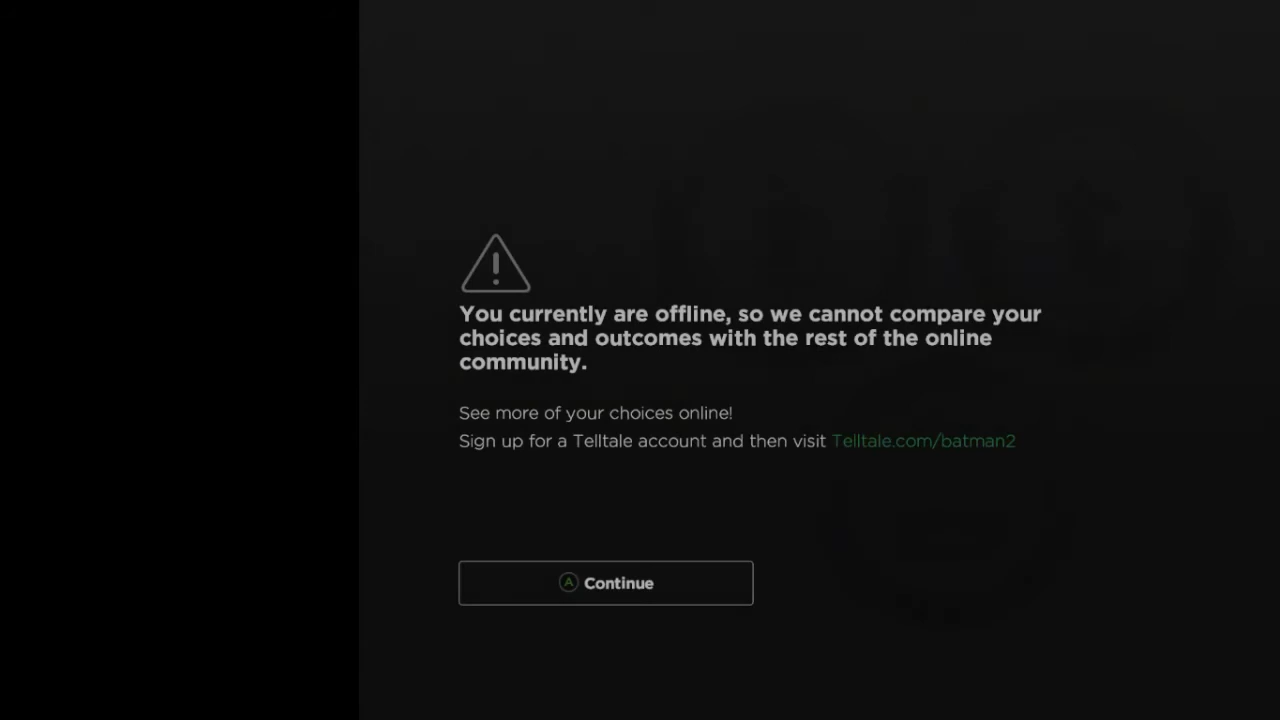 You currently are offline, so we cannot compare your
choices and outcomes with the rest of the online
community.
See more of your choices online!
Sign up for a Telltale account and then visit Telltale.com/batman2
A Continue